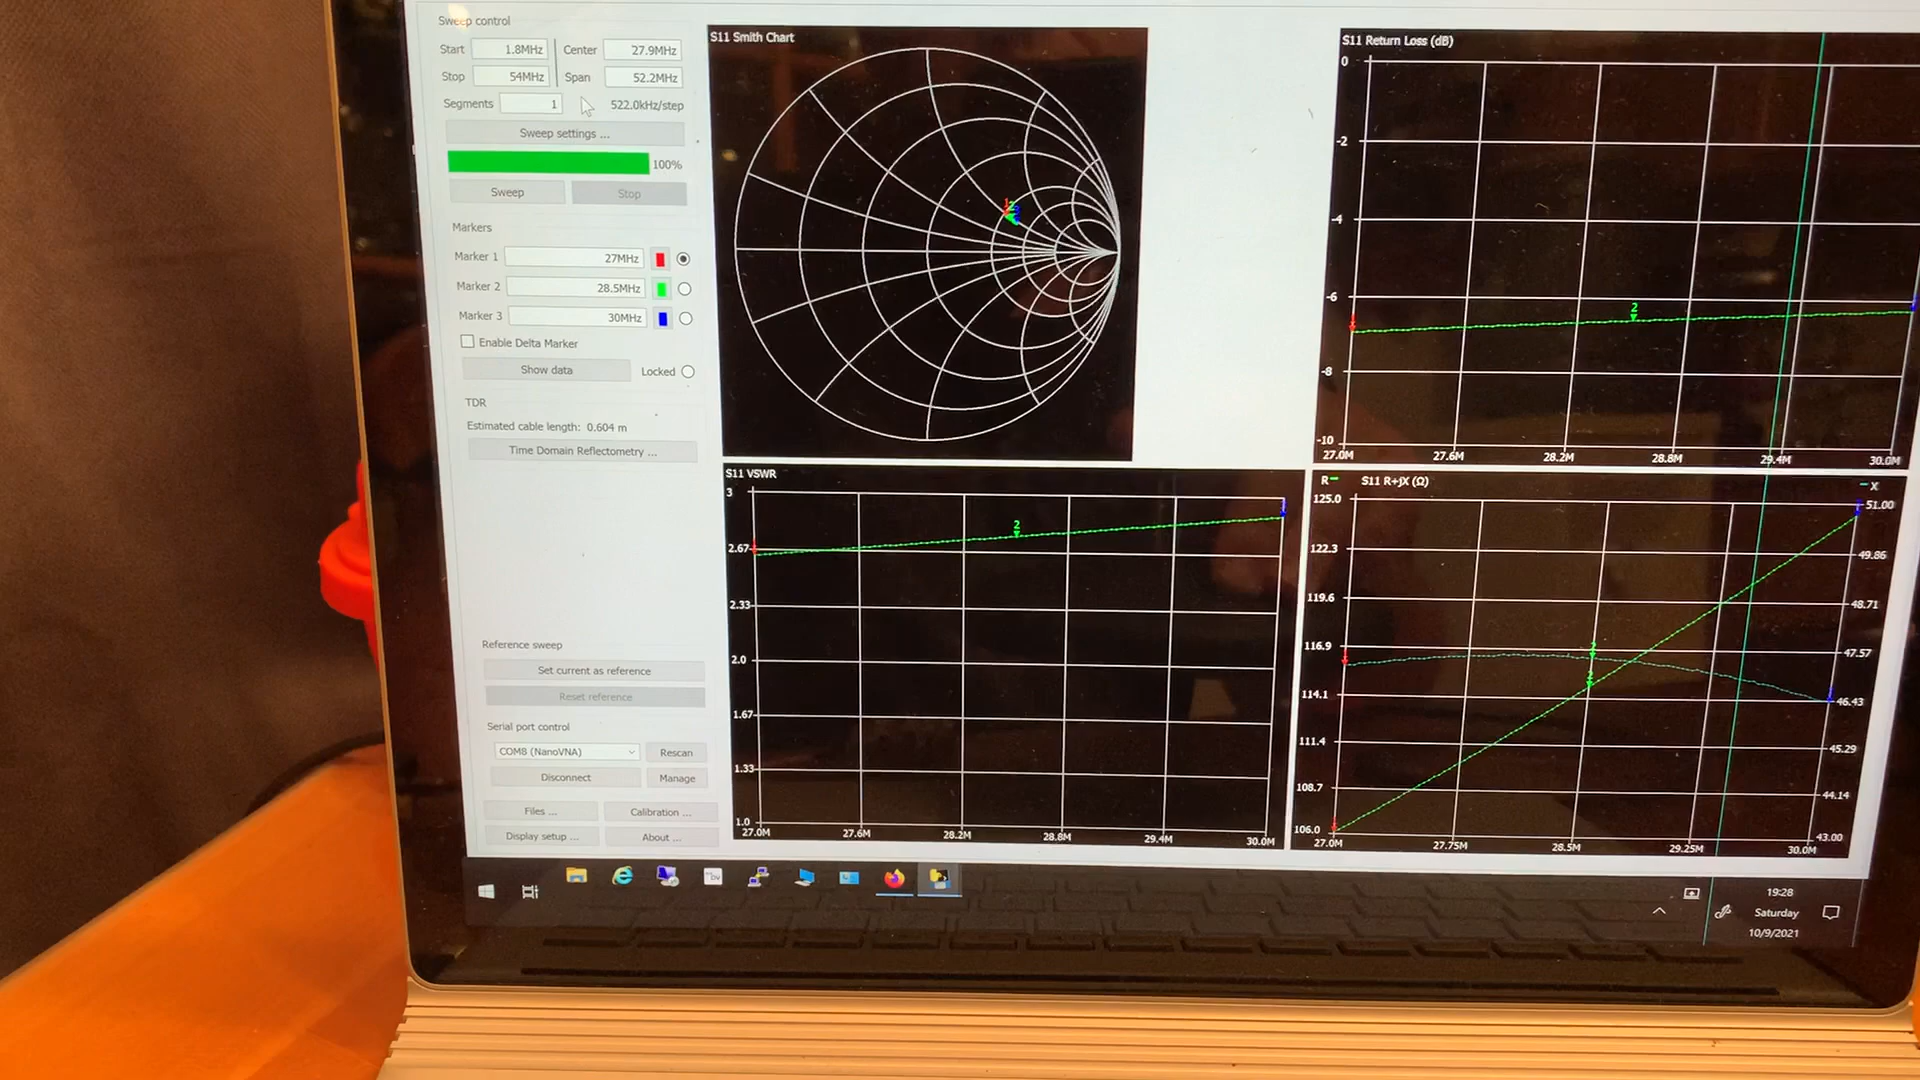 Sweep control
Start 1.8MHz Center 27.9MHz
Stop 54MHz Span 52.2MHz
Segments 1 522.0kHz/step
Sweep settings ...
100%
Sweep Stop
Markers
Marker 1 27MHz
Marker 2 28.5MHz
Marker 3 30MHz
Enable Delta Marker
Show data Locked
TDR
Estimated cable length: 0.604 m
Time Domain Reflectometry ...
Reference sweep
Set current as reference
Reset reference
Serial port control
COM8 (NanoVNA) Rescan
Disconnect Manage
Files ... Calibration ...
Display setup ... About ...
S11 Smith Chart
S11 Return Loss (dB)
0
-2
-4
-6
-8
-10
2
27.0M 27.6M 28.2M 28.8M 29.4M 30.0M
S11 VSWR
3
2.67
2.33
2.0
1.67
1.33
1.0
2
27.0M 27.6M 28.2M 28.8M 29.4M 30.0M
R S11 R+jX (Ω) X
125.0 51.00
122.3 49.86
119.6 48.71
116.9 47.57
114.1 46.43
111.4 45.29
108.7 44.14
106.0 43.00
2
2
27.0M 27.75M 28.5M 29.25M 30.0M
19:28
Saturday
10/9/2021